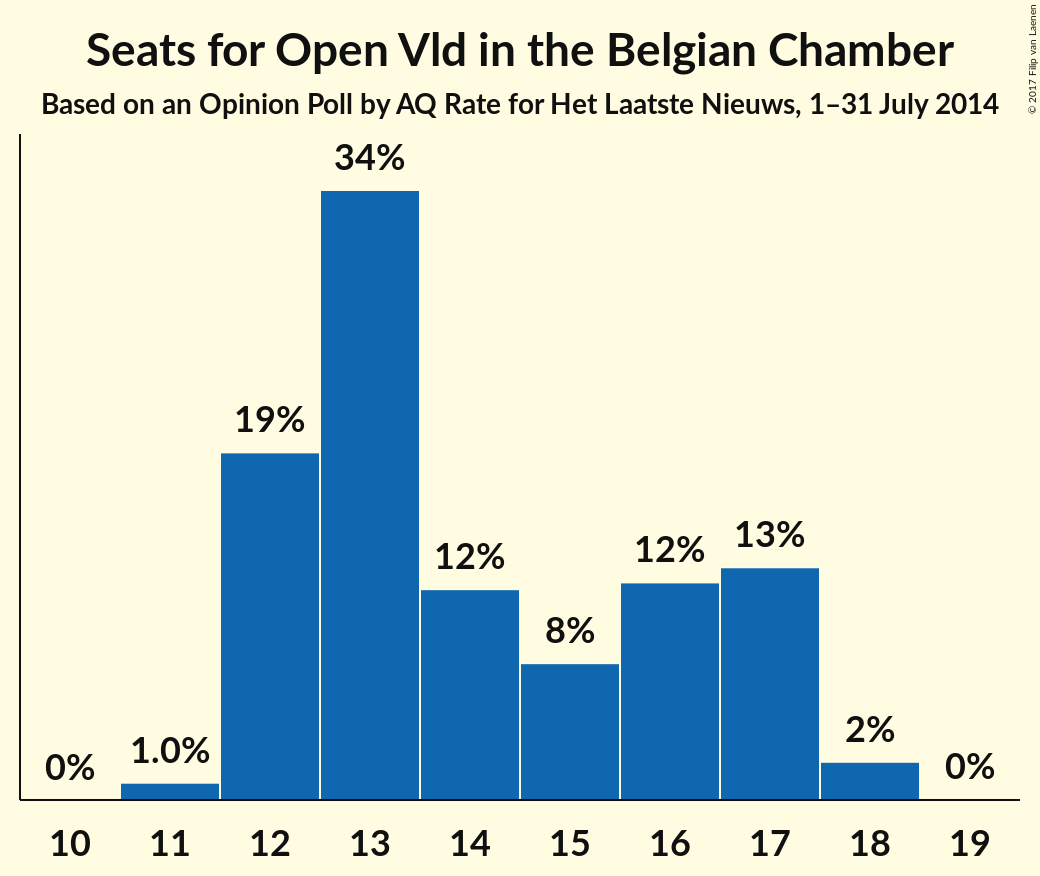 Seats for Open Vld in the Belgian Chamber
Based on an Opinion Poll by AQ Rate for Het Laatste Nieuws, 1–31 July 2014
© 2017 Filip van Laenen
34%
19%
13%
12%
12%
8%
2%
1.0%
0%
0%
10 11 12 13 14 15 16 17 18 19